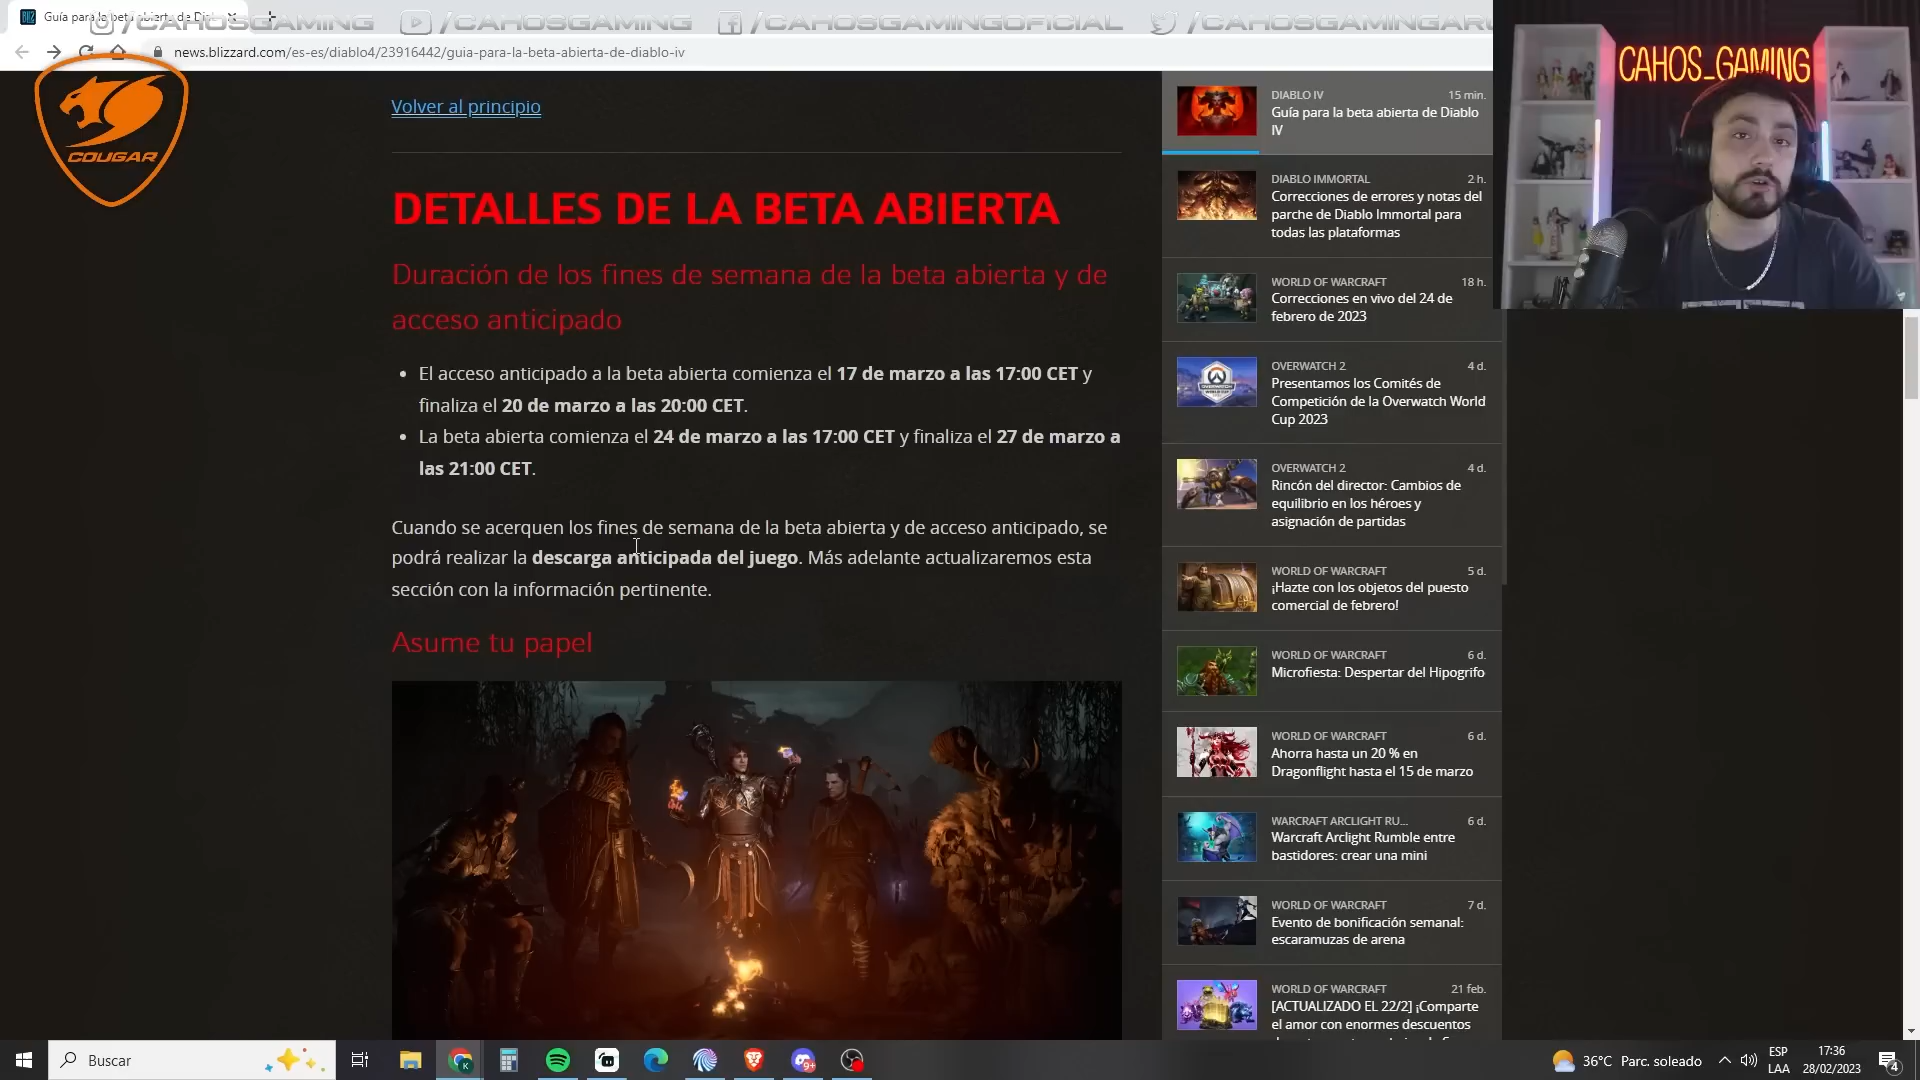 Guía para la beta abierta de Diab
/CAHOSGAMING
/CAHOSGAMING
/CAHOSGAMINGOFICIAL
/CAHOSGAMINGARG
news.blizzard.com/es-es/diablo4/23916442/guia-para-la-beta-abierta-de-diablo-iv
COUGAR
CAHOS_GAMING
Volver al principio
DETALLES DE LA BETA ABIERTA
Duración de los fines de semana de la beta abierta y de
acceso anticipado
El acceso anticipado a la beta abierta comienza el 17 de marzo a las 17:00 CET y
finaliza el 20 de marzo a las 20:00 CET.
La beta abierta comienza el 24 de marzo a las 17:00 CET y finaliza el 27 de marzo a
las 21:00 CET.
Cuando se acerquen los fines de semana de la beta abierta y de acceso anticipado, se
podrá realizar la descarga anticipada del juego. Más adelante actualizaremos esta
sección con la información pertinente.
Asume tu papel
DIABLO IV 15 min.
Guía para la beta abierta de Diablo
IV
DIABLO IMMORTAL 2 h.
Correcciones de errores y notas del
parche de Diablo Immortal para
todas las plataformas
WORLD OF WARCRAFT 18 h.
Correcciones en vivo del 24 de
febrero de 2023
OVERWATCH 2 4 d.
Presentamos los Comités de
Competición de la Overwatch World
Cup 2023
OVERWATCH 2 4 d.
Rincón del director: Cambios de
equilibrio en los héroes y
asignación de partidas
WORLD OF WARCRAFT 5 d.
¡Hazte con los objetos del puesto
comercial de febrero!
WORLD OF WARCRAFT 6 d.
Microfiesta: Despertar del Hipogrifo
WORLD OF WARCRAFT 6 d.
Ahorra hasta un 20 % en
Dragonflight hasta el 15 de marzo
WARCRAFT ARCLIGHT RU... 6 d.
Warcraft Arclight Rumble entre
bastidores: crear una mini
WORLD OF WARCRAFT 7 d.
Evento de bonificación semanal:
escaramuzas de arena
WORLD OF WARCRAFT 21 feb.
[ACTUALIZADO EL 22/2] ¡Comparte
el amor con enormes descuentos
Buscar
36°C Parc. soleado
ESP
LAA
17:36
28/02/2023
4